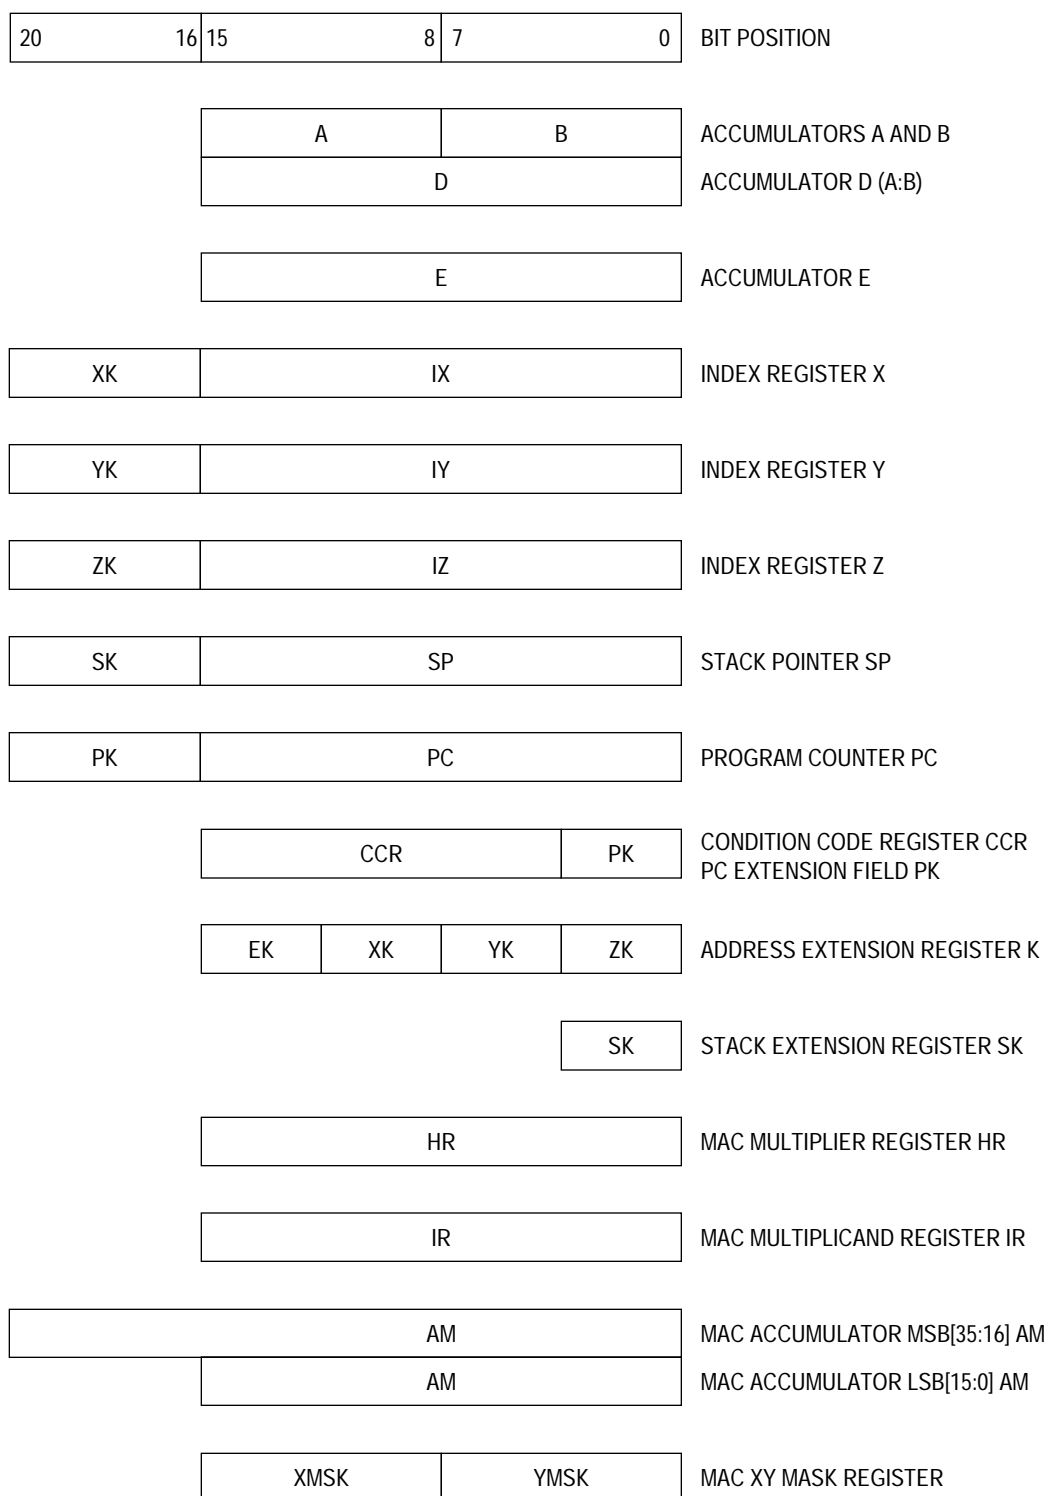 20 16 15 8 7 0 BIT POSITION
A B ACCUMULATORS A AND B
D ACCUMULATOR D (A:B)
E ACCUMULATOR E
XK IX INDEX REGISTER X
YK IY INDEX REGISTER Y
ZK IZ INDEX REGISTER Z
SK SP STACK POINTER SP
PK PC PROGRAM COUNTER PC
CCR PK CONDITION CODE REGISTER CCR
PC EXTENSION FIELD PK
EK XK YK ZK ADDRESS EXTENSION REGISTER K
SK STACK EXTENSION REGISTER SK
HR MAC MULTIPLIER REGISTER HR
IR MAC MULTIPLICAND REGISTER IR
AM MAC ACCUMULATOR MSB[35:16] AM
AM MAC ACCUMULATOR LSB[15:0] AM
XMSK YMSK MAC XY MASK REGISTER